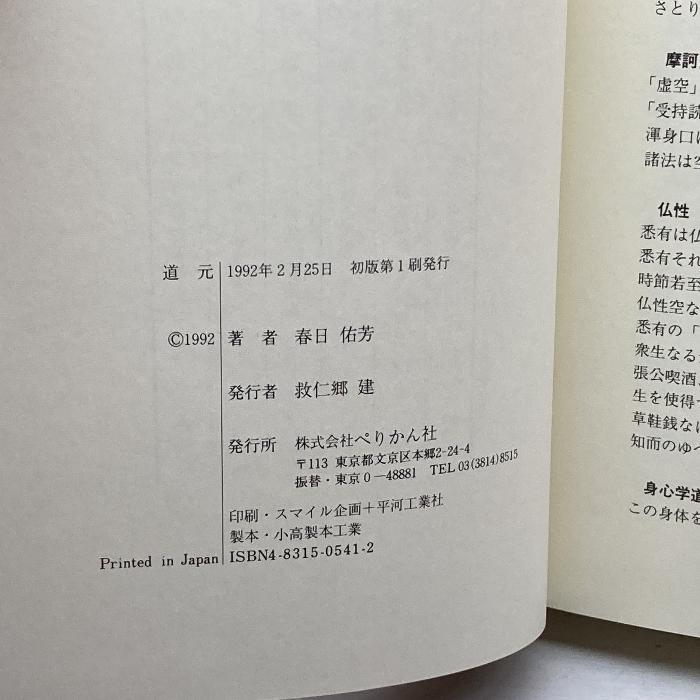 道 元 1992年2月25日 初版第1刷発行
©1992 著 者 春日 佑芳
発行者 救仁郷 建
発行所 株式会社ぺりかん社
〒113 東京都文京区本郷2-24-4
振替・東京0-48881 TEL 03(3814)8515
印刷・スマイル企画+平河工業社
製本・小高製本工業
Printed in Japan ISBN4-8315-0541-2
さとり
摩訶
「虚空」
「受持読
渾身口
諸法は空
仏性
悉有は仏
悉有それ
時節若至
仏性空な
悉有の「
衆生なる
張公喫酒
生を使得
草鞋銭な
知而のゆ
身心学道
この身体を